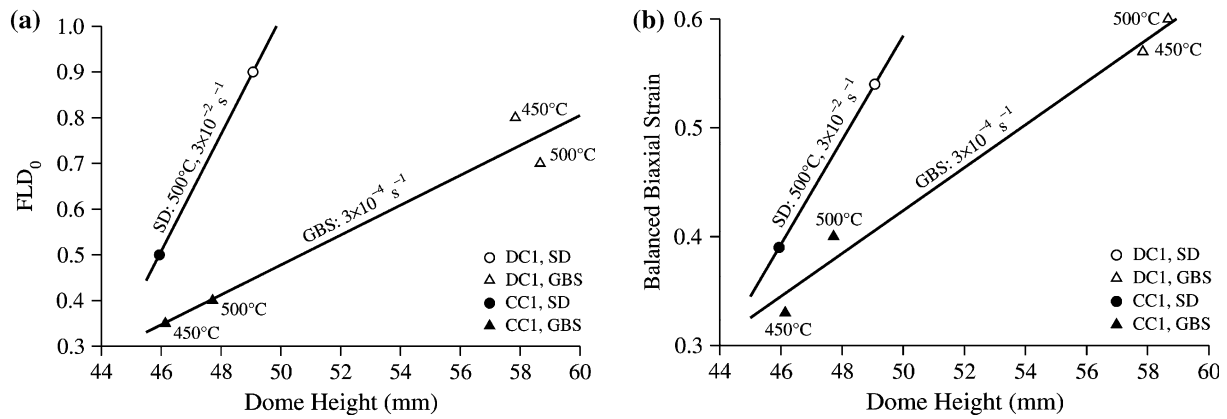 (a)
FLD0
1.0
0.9
0.8
0.7
0.6
0.5
0.4
0.3
SD: 500°C, 3×10−2 s−1
GBS: 3×10−4 s−1
450°C
500°C
500°C
450°C
DC1, SD
DC1, GBS
CC1, SD
CC1, GBS
44 46 48 50 52 54 56 58 60
Dome Height (mm)
(b)
Balanced Biaxial Strain
0.6
0.5
0.4
0.3
SD: 500°C, 3×10−2 s−1
GBS: 3×10−4 s−1
500°C
450°C
500°C
450°C
DC1, SD
DC1, GBS
CC1, SD
CC1, GBS
44 46 48 50 52 54 56 58 60
Dome Height (mm)